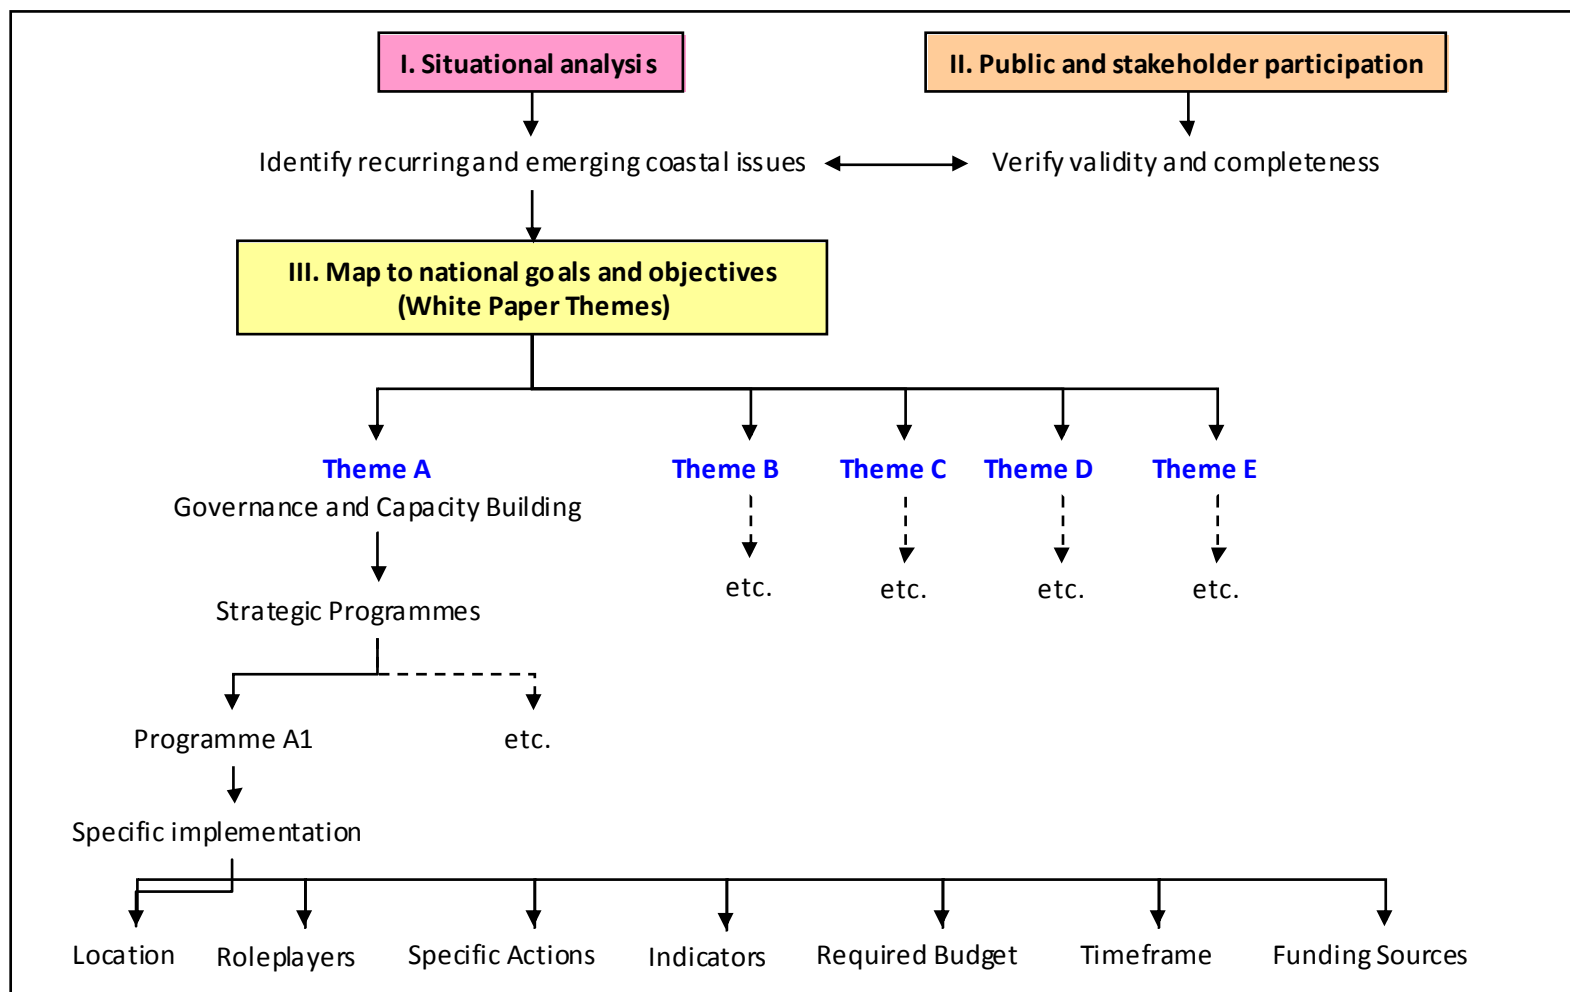 I. Situational analysis
II. Public and stakeholder participation
Identify recurring and emerging coastal issues
Verify validity and completeness
III. Map to national goals and objectives
(White Paper Themes)
Theme A
Theme B
Theme C
Theme D
Theme E
Governance and Capacity Building
etc.
etc.
etc.
etc.
Strategic Programmes
Programme A1
etc.
Specific implementation
Location
Roleplayers
Specific Actions
Indicators
Required Budget
Timeframe
Funding Sources